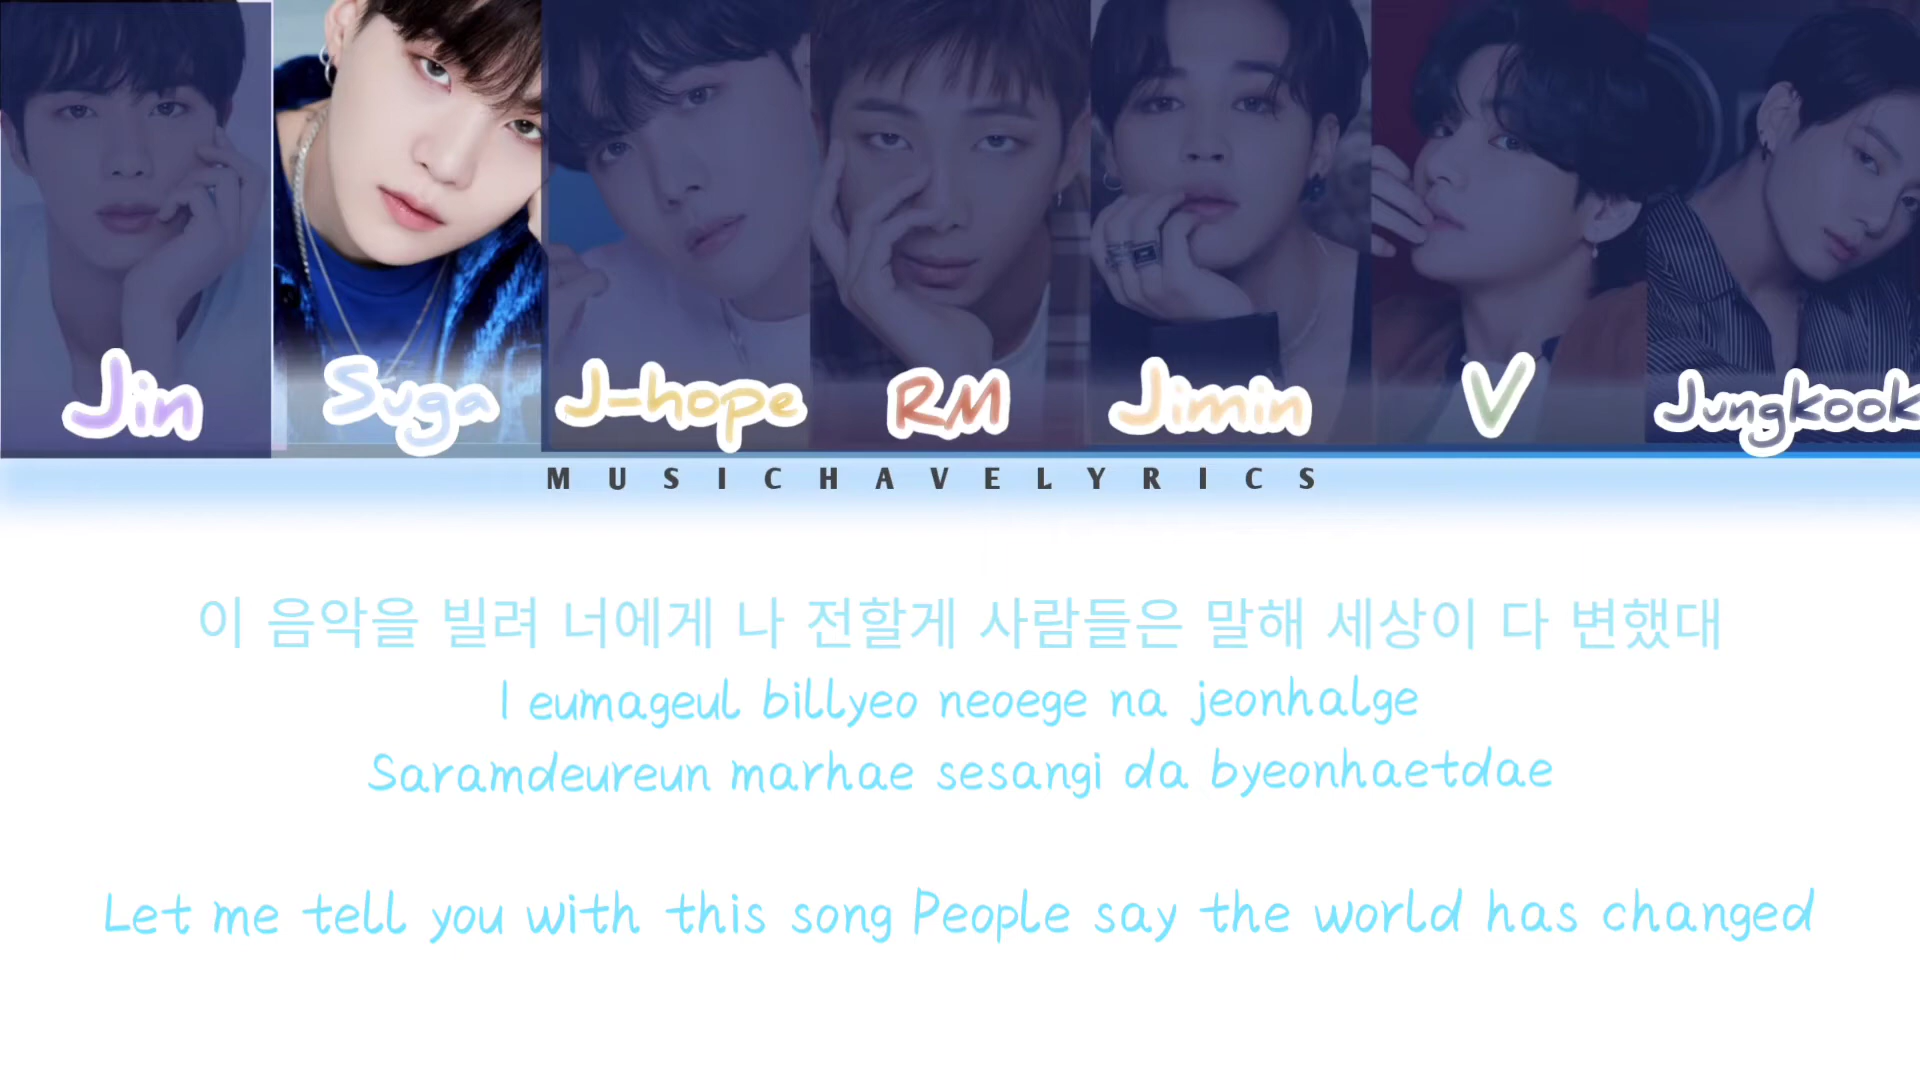 Jin
Suga
J-hope
RM
Jimin
V
Jungkook
MUSICHAVELYRICS
이 음악을 빌려 너에게 나 전할게 사람들은 말해 세상이 다 변했대
I eumageul billyeo neoege na jeonhalge
Saramdeureun marhae sesangi da byeonhaetdae
Let me tell you with this song People say the world has changed